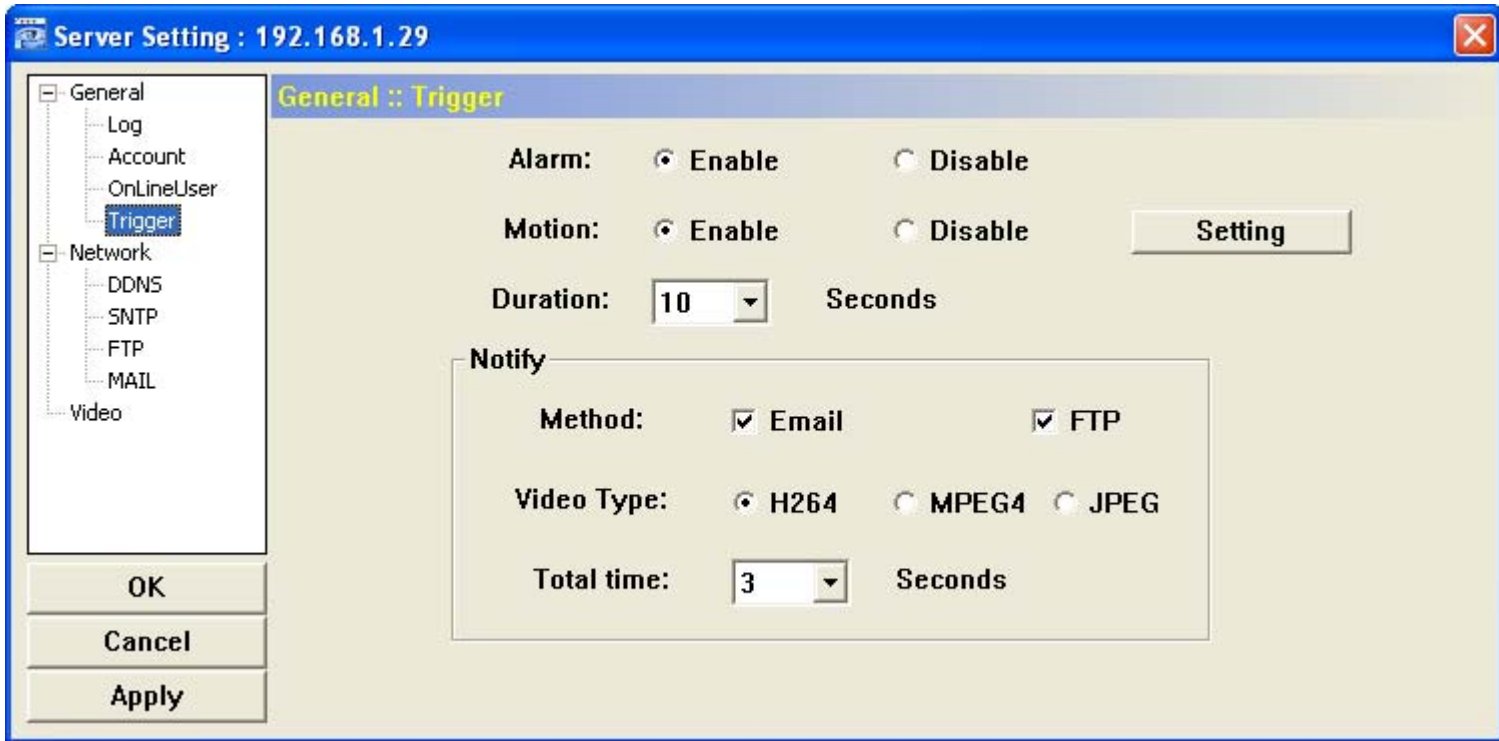 Server Setting : 192.168.1.29
General
Log
Account
OnLineUser
Trigger
Network
DDNS
SNTP
FTP
MAIL
Video
OK
Cancel
Apply
General :: Trigger
Alarm: Enable Disable
Motion: Enable Disable Setting
Duration: 10 Seconds
Notify
Method: Email FTP
Video Type: H264 MPEG4 JPEG
Total time: 3 Seconds